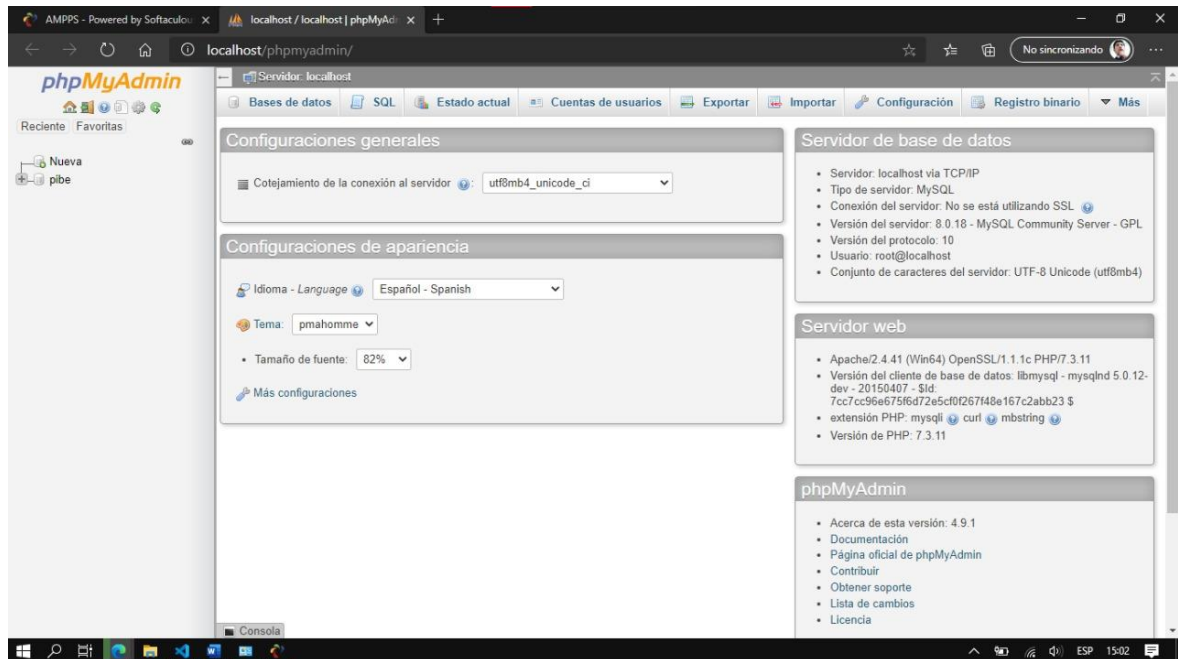 AMPPS - Powered by Softaculou
localhost / localhost | phpMyAd
localhost/phpmyadmin/
No sincronizando
phpMyAdmin
Reciente Favoritas
Nueva
pibe
Servidor: localhost
Bases de datos SQL Estado actual Cuentas de usuarios Exportar Importar Configuración Registro binario Más
Configuraciones generales
Cotejamiento de la conexión al servidor : utf8mb4_unicode_ci
Configuraciones de apariencia
Idioma - Language Español - Spanish
Tema: pmahomme
• Tamaño de fuente: 82%
Más configuraciones
Servidor de base de datos
• Servidor: localhost via TCP/IP
• Tipo de servidor: MySQL
• Conexión del servidor: No se está utilizando SSL
• Versión del servidor: 8.0.18 - MySQL Community Server - GPL
• Versión del protocolo: 10
• Usuario: root@localhost
• Conjunto de caracteres del servidor: UTF-8 Unicode (utf8mb4)
Servidor web
• Apache/2.4.41 (Win64) OpenSSL/1.1.1c PHP/7.3.11
• Versión del cliente de base de datos: libmysql - mysqlnd 5.0.12-
dev - 20150407 - $Id:
7cc7cc96e675f6d72e5cf0f267f48e167c2abb23 $
• extensión PHP: mysqli curl mbstring
• Versión de PHP: 7.3.11
phpMyAdmin
• Acerca de esta versión: 4.9.1
• Documentación
• Página oficial de phpMyAdmin
• Contribuir
• Obtener soporte
• Lista de cambios
• Licencia
Consola
ESP 15:02